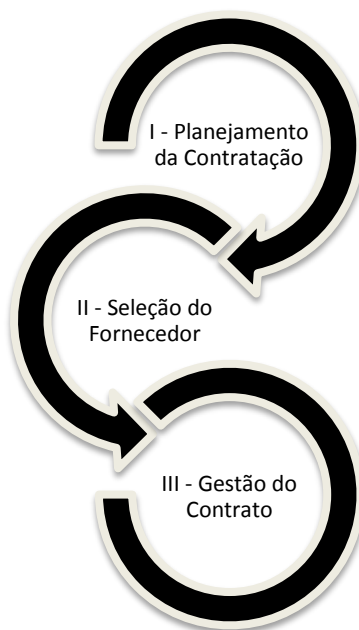 I - Planejamento
da Contratação
II - Seleção do
Fornecedor
III - Gestão do
Contrato